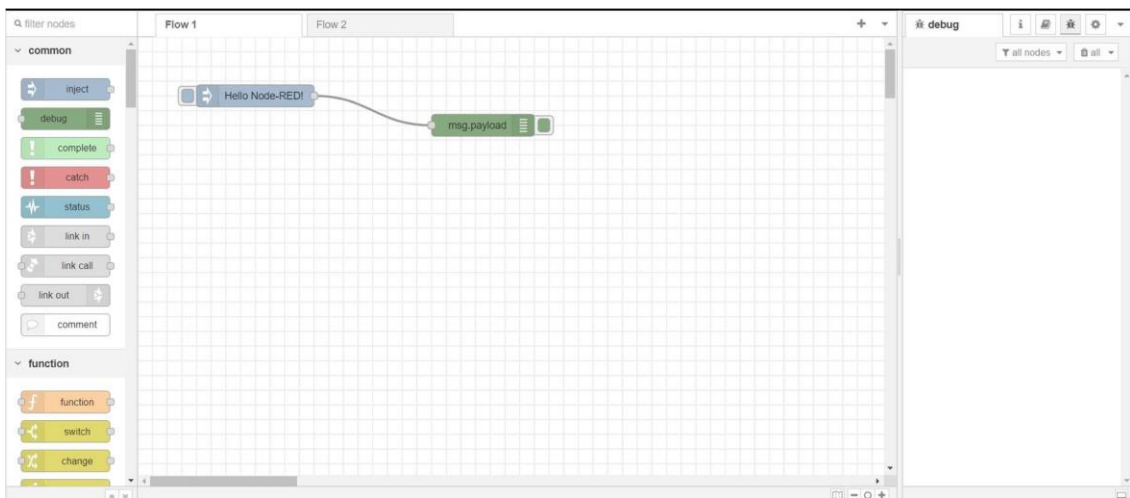 filter nodes
common
inject
debug
complete
catch
status
link in
link call
link out
comment
function
function
switch
change
Flow 1
Flow 2
Hello Node-RED!
msg.payload
debug
all nodes
all